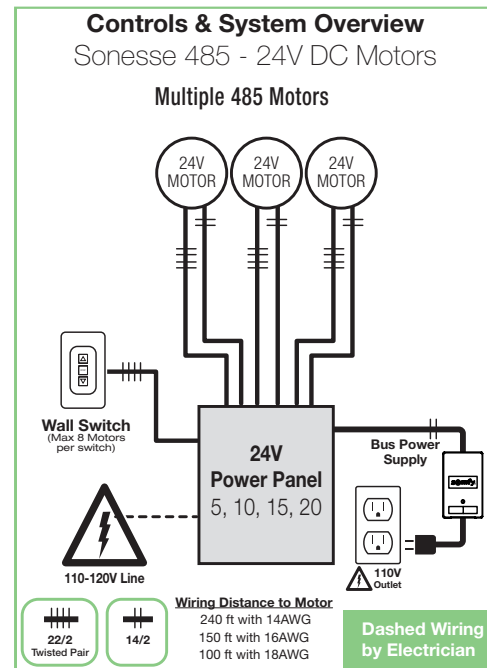 Controls & System Overview
Sonesse 485 - 24V DC Motors
Multiple 485 Motors
24V
MOTOR
24V
MOTOR
24V
MOTOR
Wall Switch
(Max 8 Motors
per switch)
24V
Power Panel
5, 10, 15, 20
Bus Power
Supply
somfy
110-120V Line
110V
Outlet
22/2
Twisted Pair
14/2
Wiring Distance to Motor
240 ft with 14AWG
150 ft with 16AWG
100 ft with 18AWG
Dashed Wiring
by Electrician